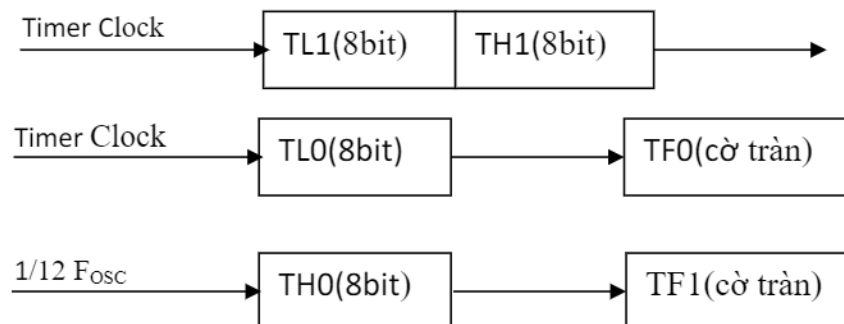 Timer Clock TL1(8bit) TH1(8bit)
Timer Clock TL0(8bit) TF0(cờ tràn)
1/12 FOSC TH0(8bit) TF1(cờ tràn)